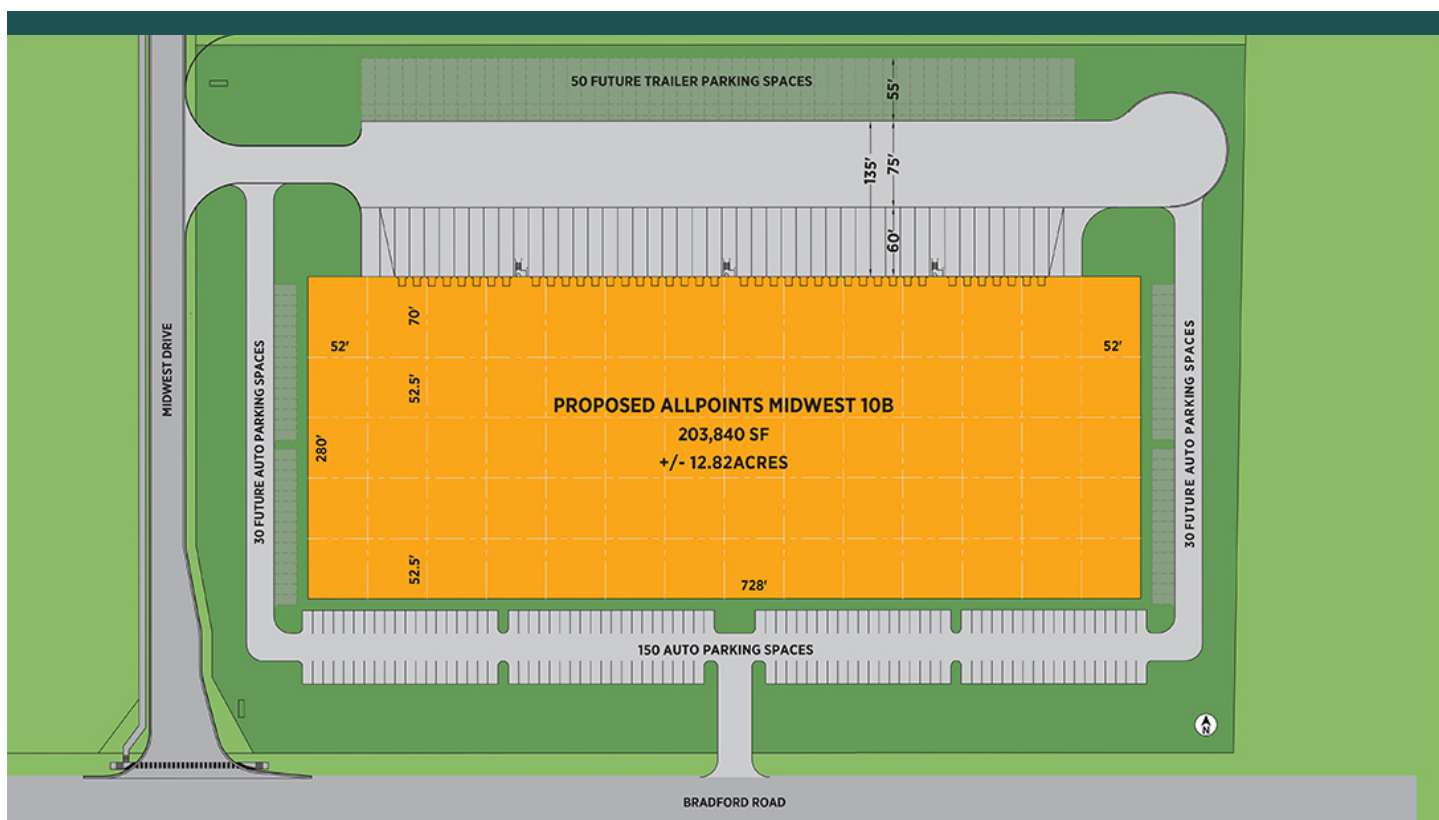 50 FUTURE TRAILER PARKING SPACES
55'
135'
75'
60'
70'
52'
52'
MIDWEST DRIVE
30 FUTURE AUTO PARKING SPACES
52.5'
PROPOSED ALLPOINTS MIDWEST 10B
203,840 SF
+/- 12.82ACRES
280'
30 FUTURE AUTO PARKING SPACES
52.5'
728'
150 AUTO PARKING SPACES
N
BRADFORD ROAD